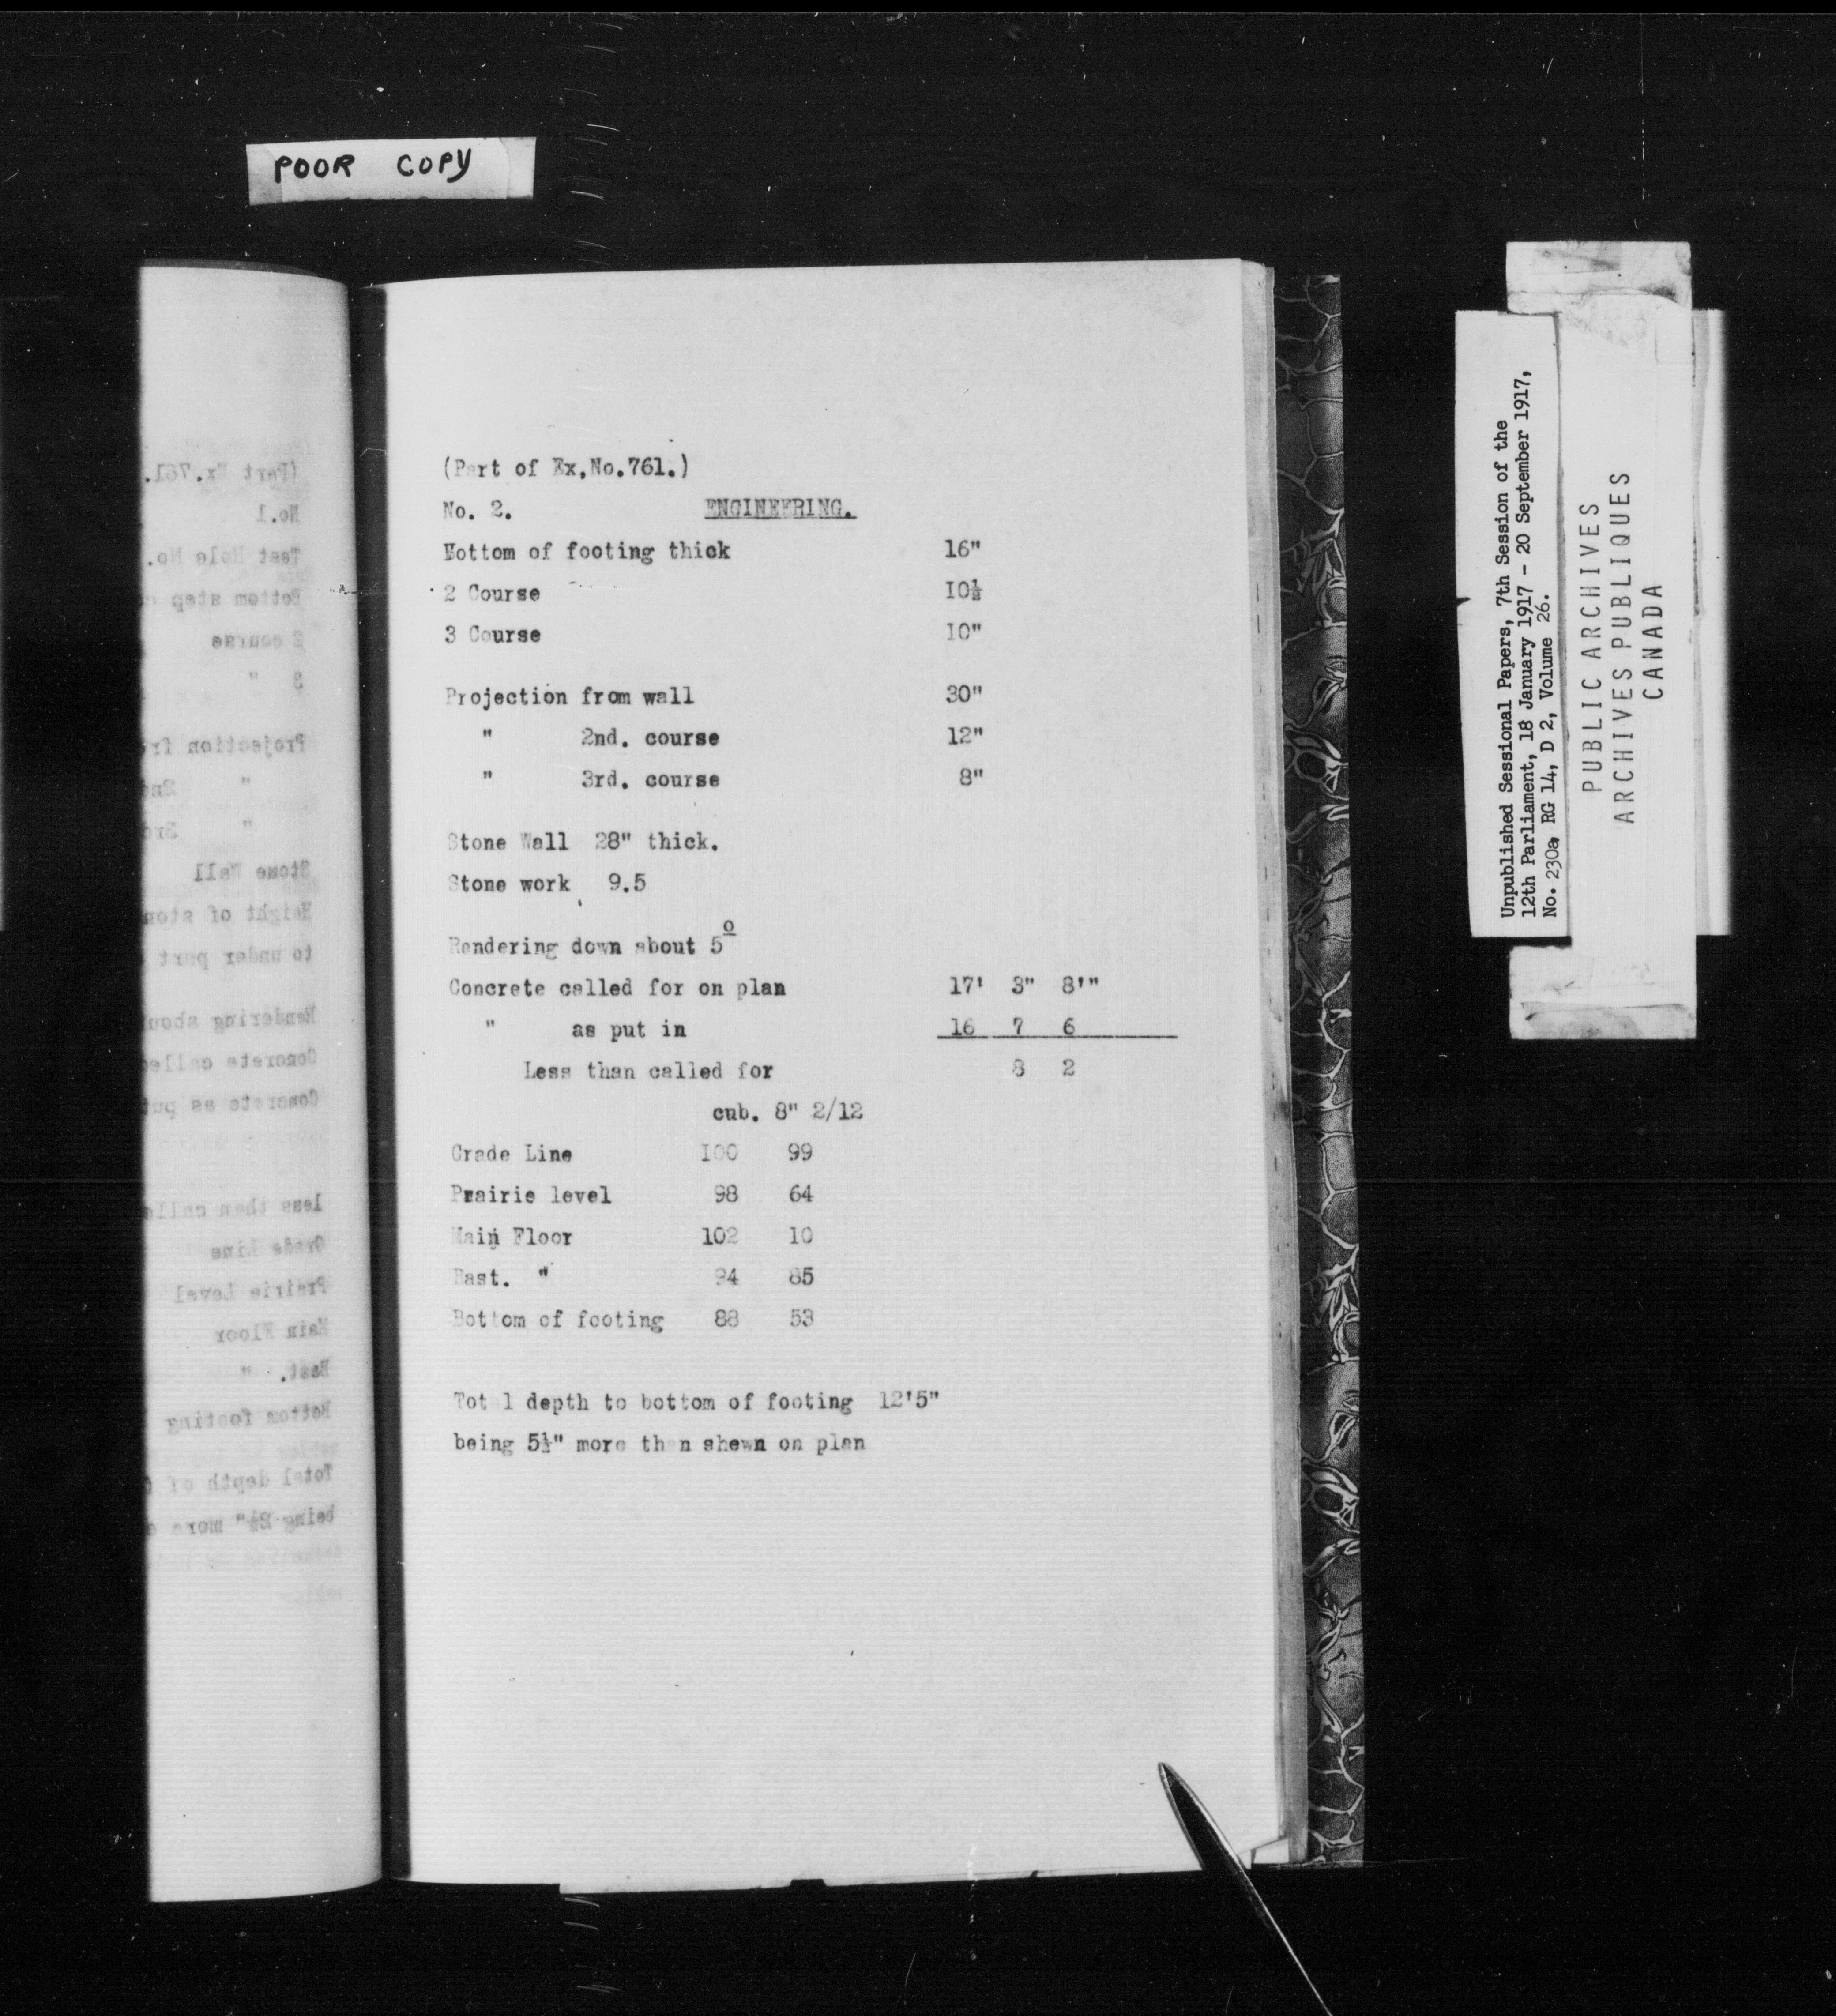 POOR COPY
(Part of Ex,No.761.)
No. 2. ENGINEERING.
Bottom of footing thick 16"
2 Course 10½
3 Course 10"
Projection from wall 30"
" 2nd. course 12"
" 3rd. course 8"
Stone Wall 28" thick.
Stone work 9.5
Rendering down about 5º
Concrete called for on plan 17' 3" 8'"
" as put in 16 7 6
Less than called for 8 2
cub. 8" 2/12
Grade Line 100 99
Prairie level 98 64
Main Floor 102 10
Bast. " 94 85
Bottom of footing 88 53
Total depth to bottom of footing 12'5"
being 5½" more than shewn on plan
Unpublished Sessional Papers, 7th Session of the
12th Parliament, 18 January 1917 - 20 September 1917,
No. 230a, RG 14, D 2, Volume 26.
PUBLIC ARCHIVES
ARCHIVES PUBLIQUES
CANADA